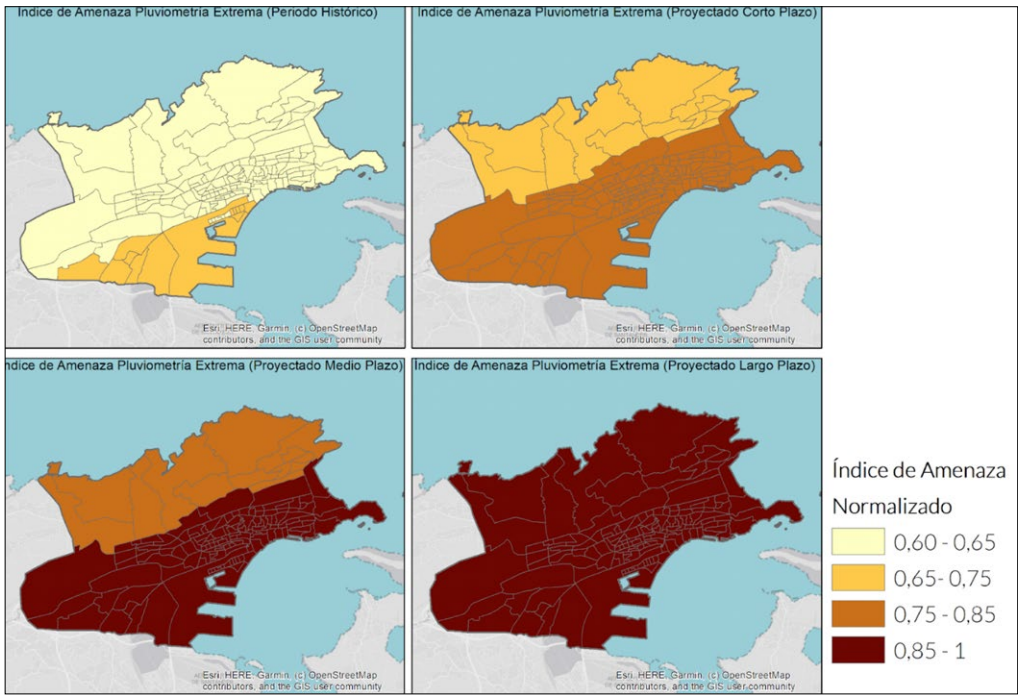 Índice de Amenaza Pluviometría Extrema (Periodo Histórico)
Índice de Amenaza Pluviometría Extrema (Proyectado Corto Plazo)
Esri, HERE, Garmin, (c) OpenStreetMap
contributors, and the GIS user community
Esri, HERE, Garmin, (c) OpenStreetMap
contributors, and the GIS user community
ndice de Amenaza Pluviometría Extrema (Proyectado Medio Plazo)
Índice de Amenaza Pluviometría Extrema (Proyectado Largo Plazo)
Esri, HERE, Garmin, (c) OpenStreetMap
contributors, and the GIS user community
Esri, HERE, Garmin, (c) OpenStreetMap
contributors, and the GIS user community
Índice de Amenaza
Normalizado
0,60 - 0,65
0,65- 0,75
0,75 - 0,85
0,85 - 1